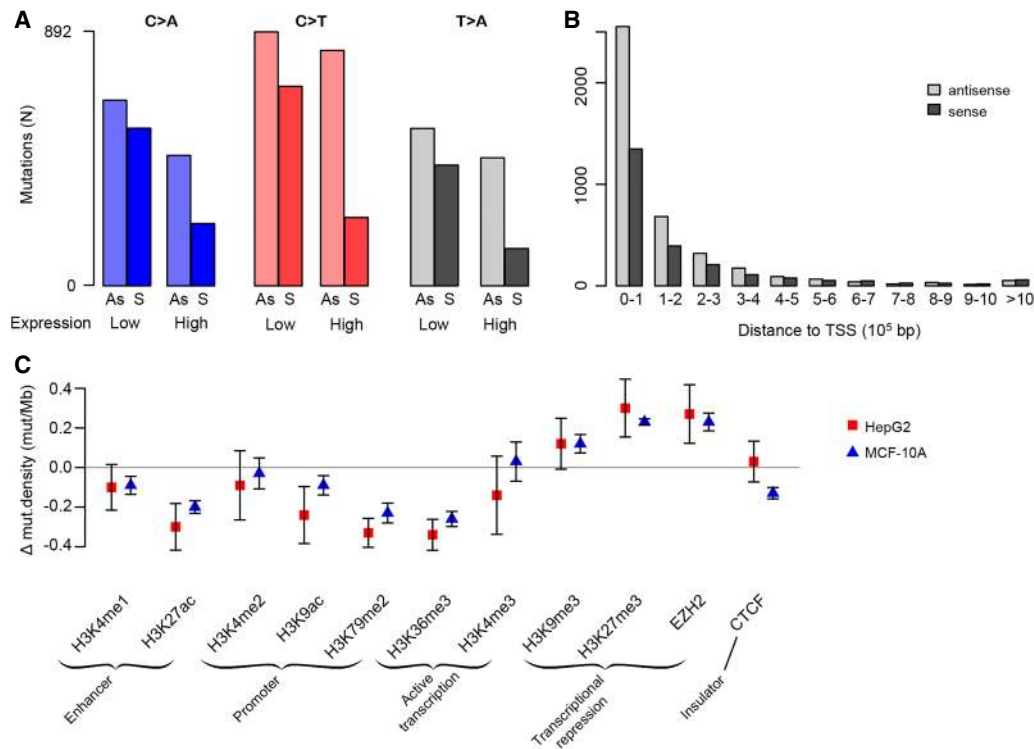 A
C>A
C>T
T>A
892
Mutations (N)
0
As S As S As S As S As S As S
Expression Low High Low High Low High
B
2000
1000
0
antisense
sense
0-1 1-2 2-3 3-4 4-5 5-6 6-7 7-8 8-9 9-10 >10
Distance to TSS (10⁵ bp)
C
Δ mut.density (mut/Mb)
0.4
0.2
0.0
-0.2
-0.4
HepG2
MCF-10A
H3K4me1
H3K27ac
H3K4me2
H3K9ac
H3K79me2
H3K36me3
H3K4me3
H3K9me3
H3K27me3
EZH2
CTCF
Enhancer
Promoter
Active
transcription
Transcriptional
repression
Insulator